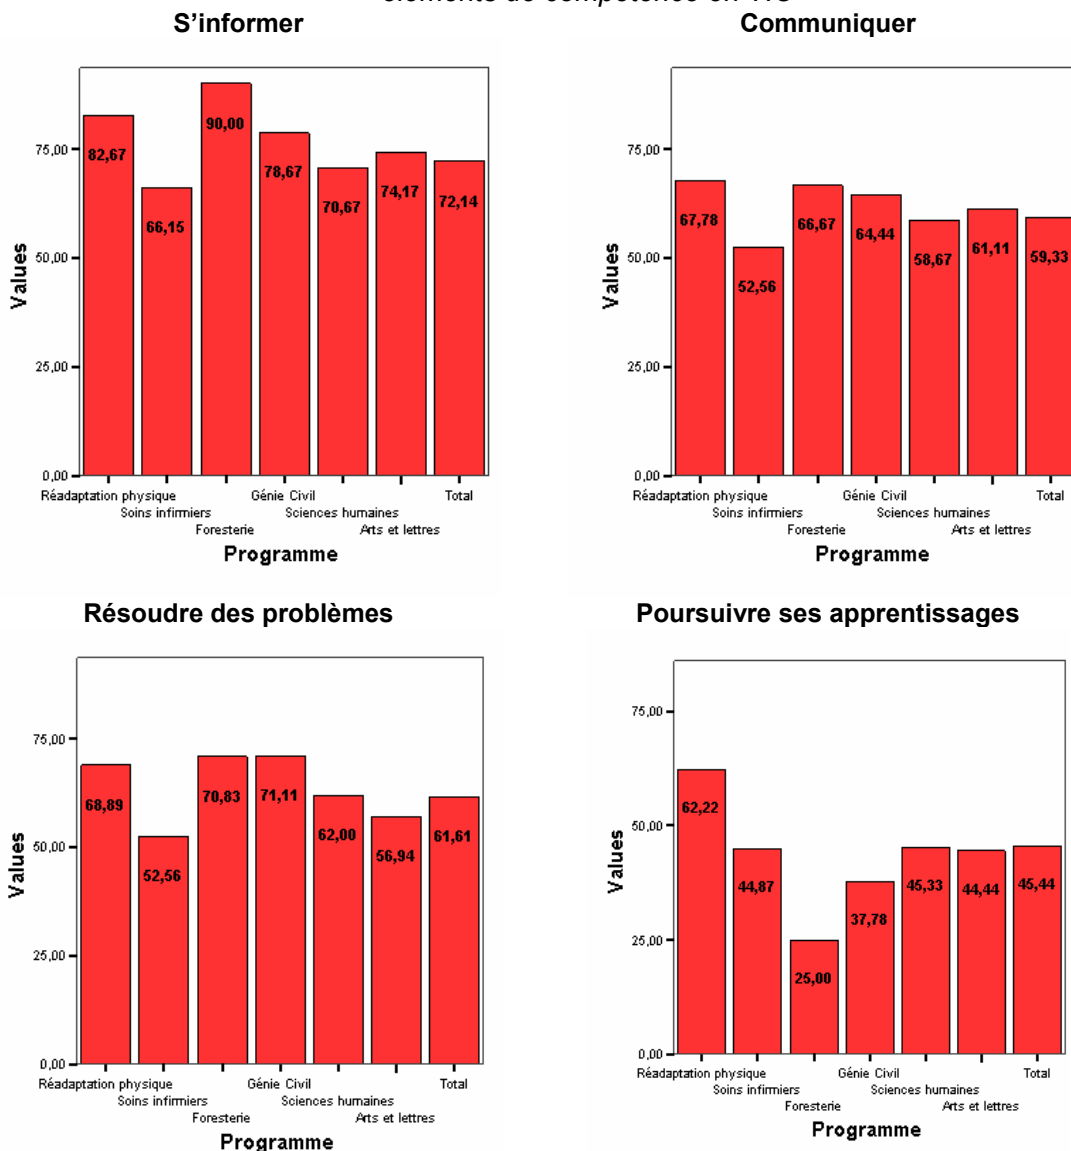 S'informer
Communiquer
75,00
50,00
25,00
0,00
Values
82,67
66,15
90,00
78,67
70,67
74,17
72,14
Réadaptation physique
Génie Civil
Total
Soins infirmiers
Sciences humaines
Foresterie
Arts et lettres
Programme
75,00
50,00
25,00
0,00
Values
67,78
52,56
66,67
64,44
58,67
61,11
59,33
Réadaptation physique
Génie Civil
Total
Soins infirmiers
Sciences humaines
Foresterie
Arts et lettres
Programme
Résoudre des problèmes
Poursuivre ses apprentissages
75,00
50,00
25,00
0,00
Values
68,89
52,56
70,83
71,11
62,00
56,94
61,61
Réadaptation physique
Génie Civil
Total
Soins infirmiers
Sciences humaines
Foresterie
Arts et lettres
Programme
75,00
50,00
25,00
0,00
Values
62,22
44,87
25,00
37,78
45,33
44,44
45,44
Réadaptation physique
Génie Civil
Total
Soins infirmiers
Sciences humaines
Foresterie
Arts et lettres
Programme